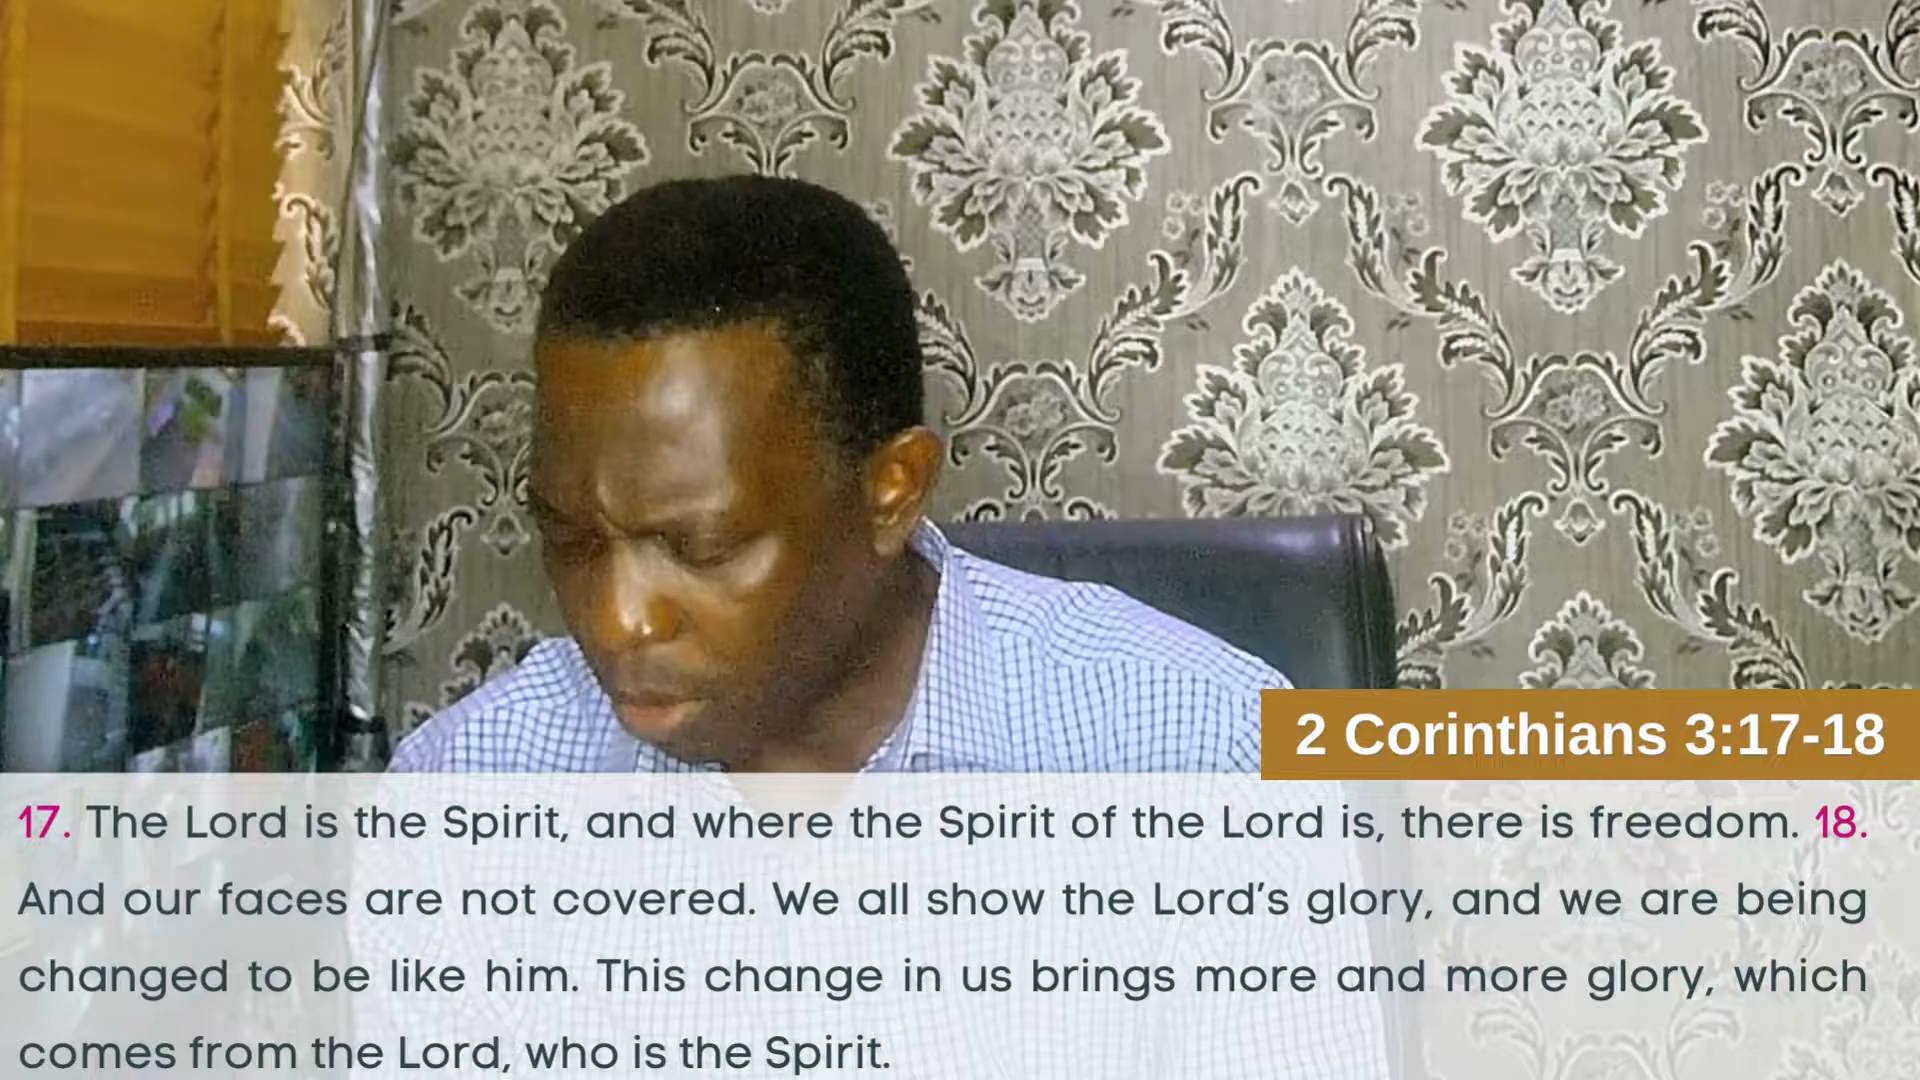 2 Corinthians 3:17-18
17. The Lord is the Spirit, and where the Spirit of the Lord is, there is freedom. 18.
And our faces are not covered. We all show the Lord’s glory, and we are being
changed to be like him. This change in us brings more and more glory, which
comes from the Lord, who is the Spirit.